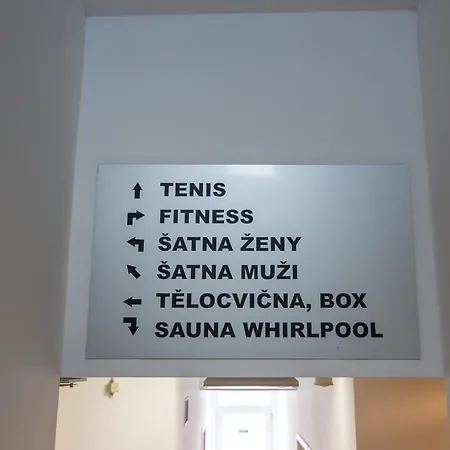 TENIS
FITNESS
ŠATNA ŽENY
ŠATNA MUŽI
TĚLOCVIČNA, BOX
SAUNA WHIRLPOOL